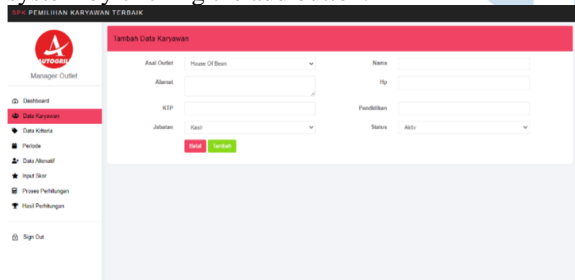 SPK PEMILIHAN KARYAWAN TERBAIK
AUTOGRILL
Manager Outlet
Dashboard
Data Karyawan
Data Kriteria
Periode
Data Alternatif
Input Skor
Proses Perhitungan
Hasil Perhitungan
Sign Out
Tambah Data Karyawan
Asal Outlet House Of Bean Nama
Alamat Hp
KTP Pendidikan
Jabatan Kasir Status Aktiv
Batal Tambah